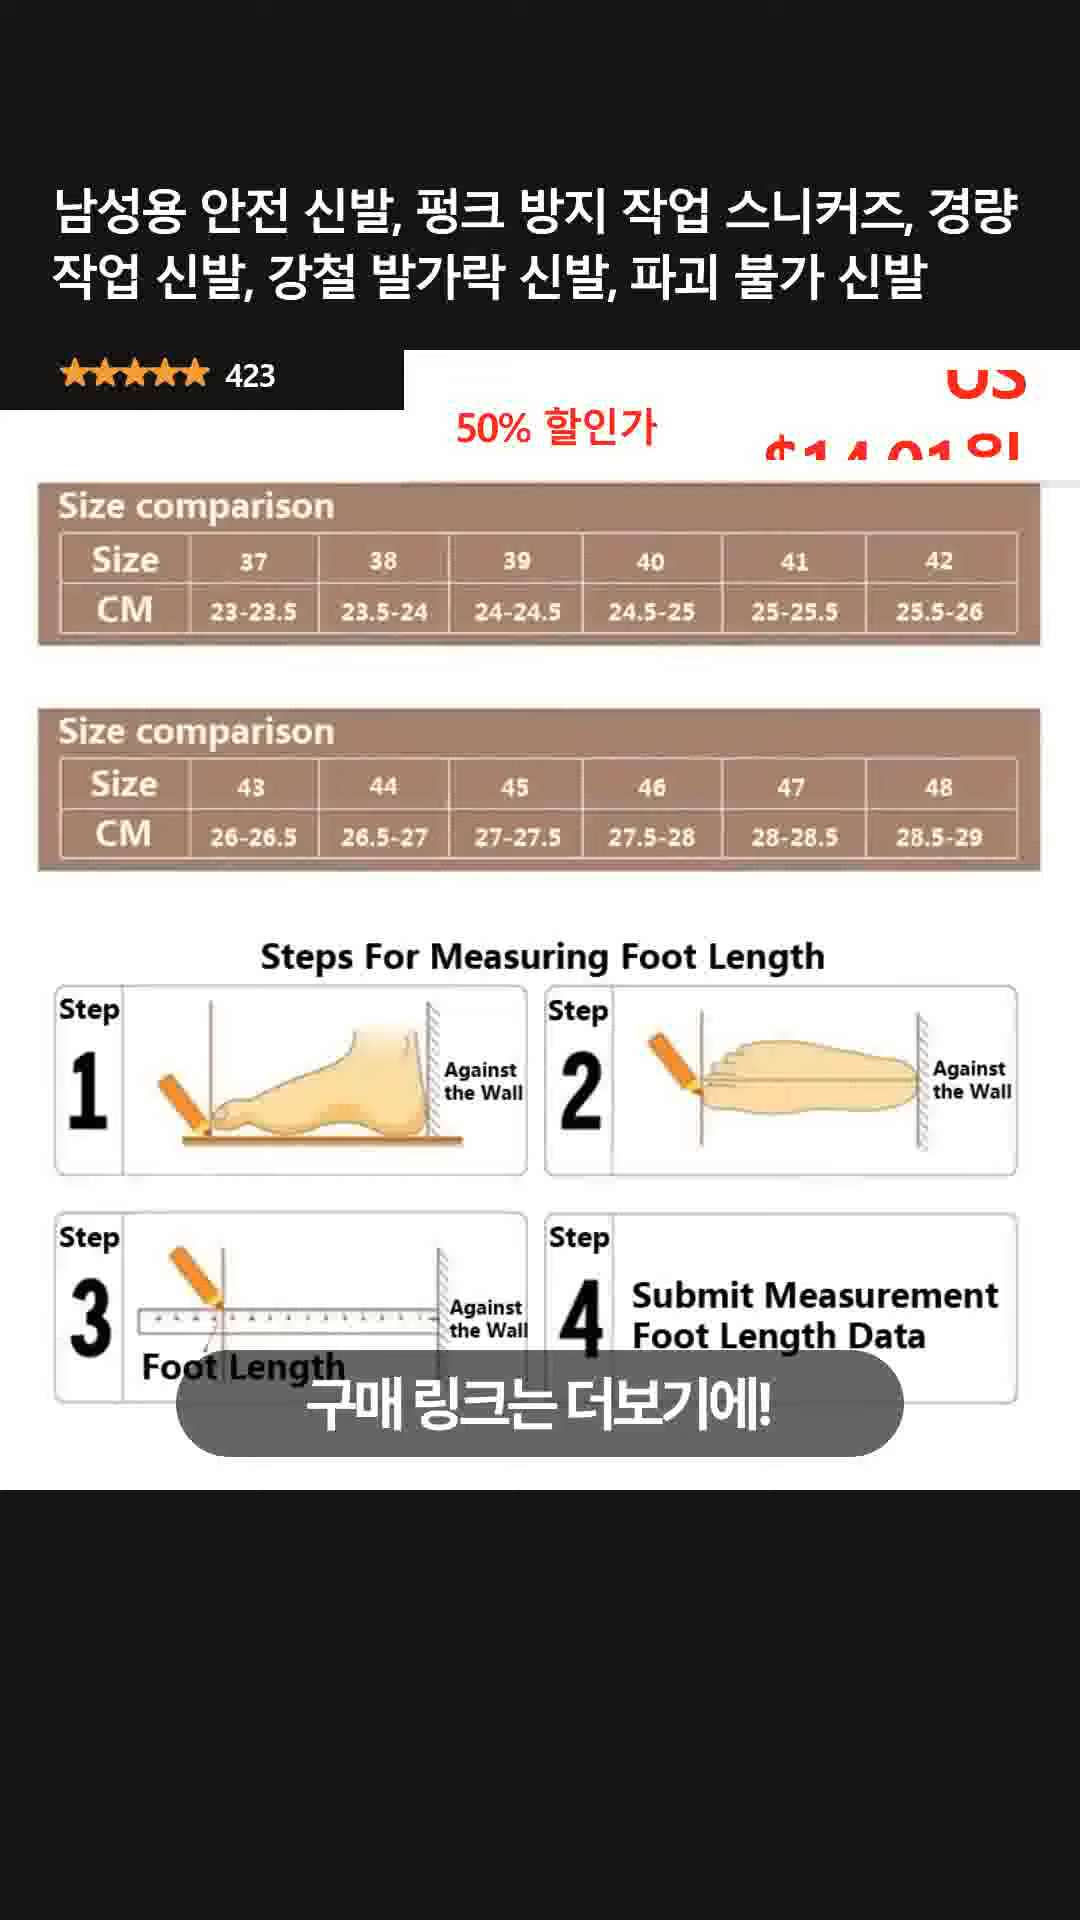 남성용 안전 신발, 펑크 방지 작업 스니커즈, 경량
작업 신발, 강철 발가락 신발, 파괴 불가 신발
423
50% 할인가
US
Size comparison
Size 37 38 39 40 41 42
CM 23-23.5 23.5-24 24-24.5 24.5-25 25-25.5 25.5-26
Size comparison
Size 43 44 45 46 47 48
CM 26-26.5 26.5-27 27-27.5 27.5-28 28-28.5 28.5-29
Steps For Measuring Foot Length
Step
1
Against
the Wall
Step
2
Against
the Wall
Step
3
Against
the Wall
Foot Length
Step
4
Submit Measurement
Foot Length Data
구매 링크는 더보기에!